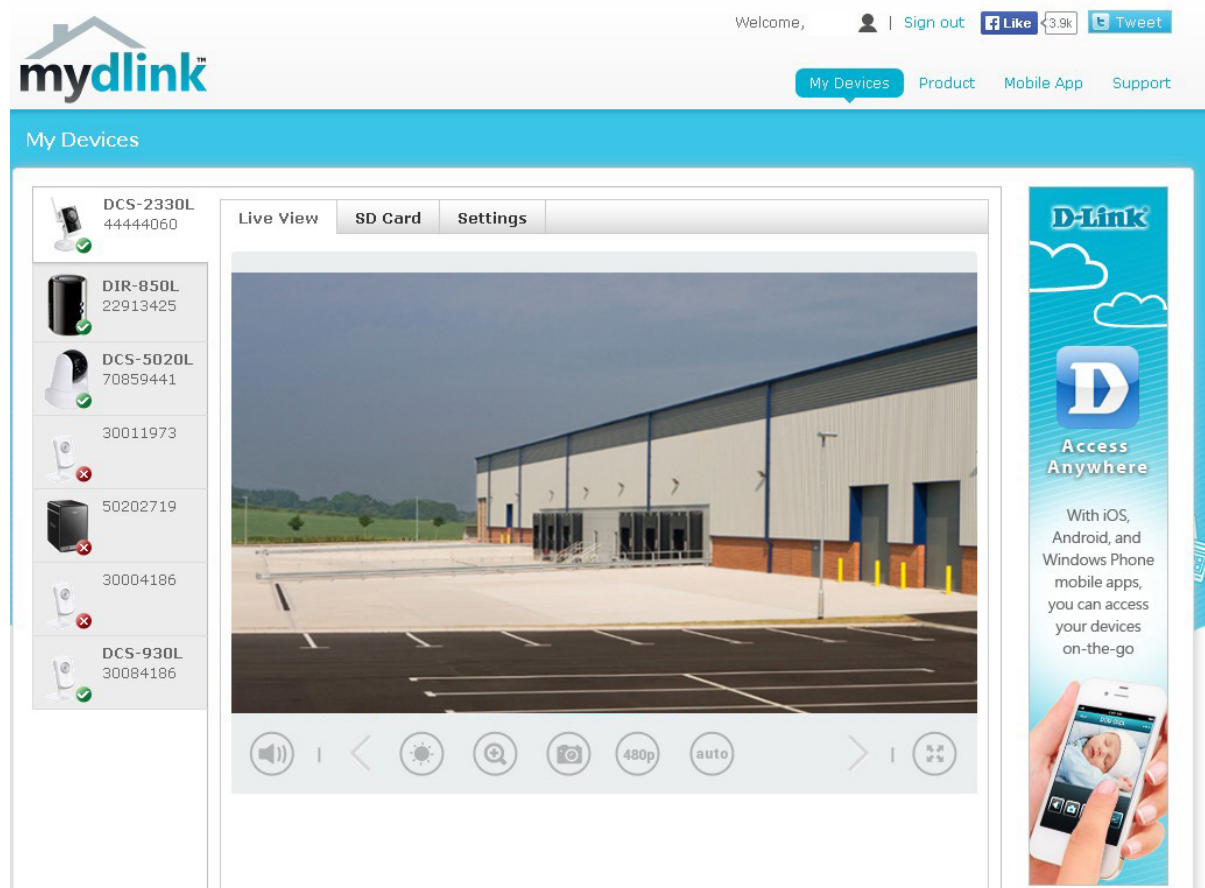 Welcome,
Sign out
Like
3.9k
Tweet
mydlink™
My Devices
Product
Mobile App
Support
My Devices
DCS-2330L
44444060
DIR-850L
22913425
DCS-5020L
70859441
30011973
50202719
30004186
DCS-930L
30084186
Live View
SD Card
Settings
480p
auto
D-Link
D
Access
Anywhere
With iOS,
Android, and
Windows Phone
mobile apps,
you can access
your devices
on-the-go